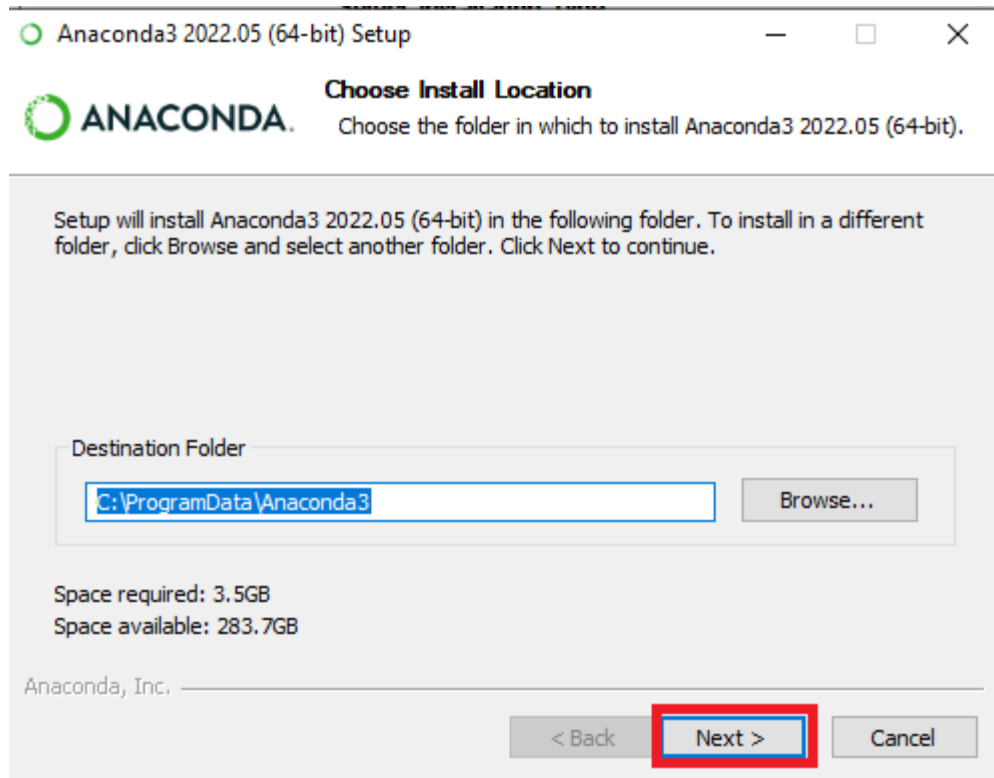 Anaconda3 2022.05 (64-bit) Setup
ANACONDA.
Choose Install Location
Choose the folder in which to install Anaconda3 2022.05 (64-bit).
Setup will install Anaconda3 2022.05 (64-bit) in the following folder. To install in a different
folder, click Browse and select another folder. Click Next to continue.
Destination Folder
C:\ProgramData\Anaconda3
Browse...
Space required: 3.5GB
Space available: 283.7GB
Anaconda, Inc.
< Back
Next >
Cancel